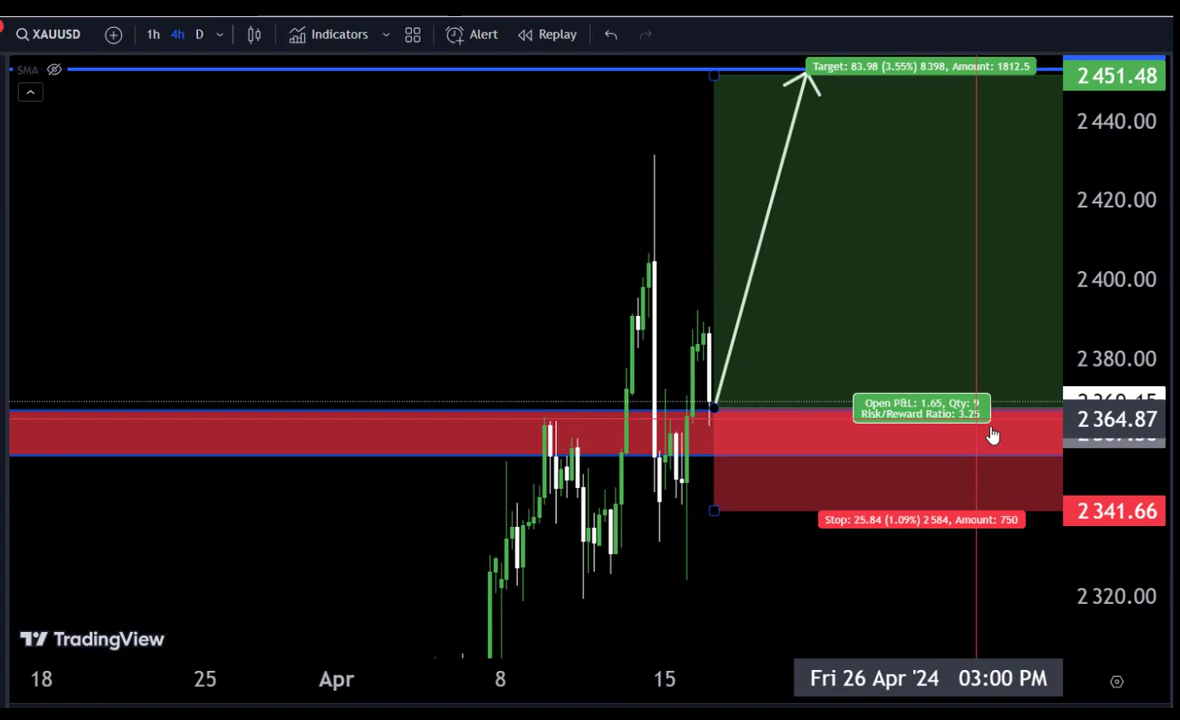 XAUUSD 1h 4h D Indicators Alert Replay
SMA
Target: 83.98 (3.55%) 8398, Amount: 1812.5
2 451.48
2 440.00
2 420.00
2 400.00
2 380.00
Open P&L: 1.65, Qty: 9
Risk/Reward Ratio: 3.25
2 364.87
2 341.66
Stop: 25.84 (1.09%) 2584, Amount: 750
2 320.00
TradingView
18 25 Apr 8 15 Fri 26 Apr '24 03:00 PM